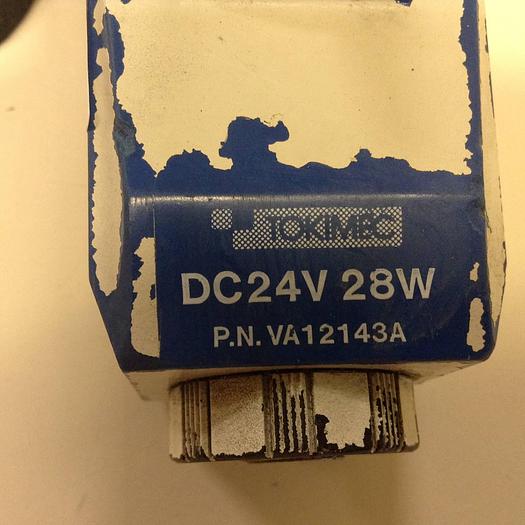 TOKIMEC
DC24V 28W
P.N. VA12143A